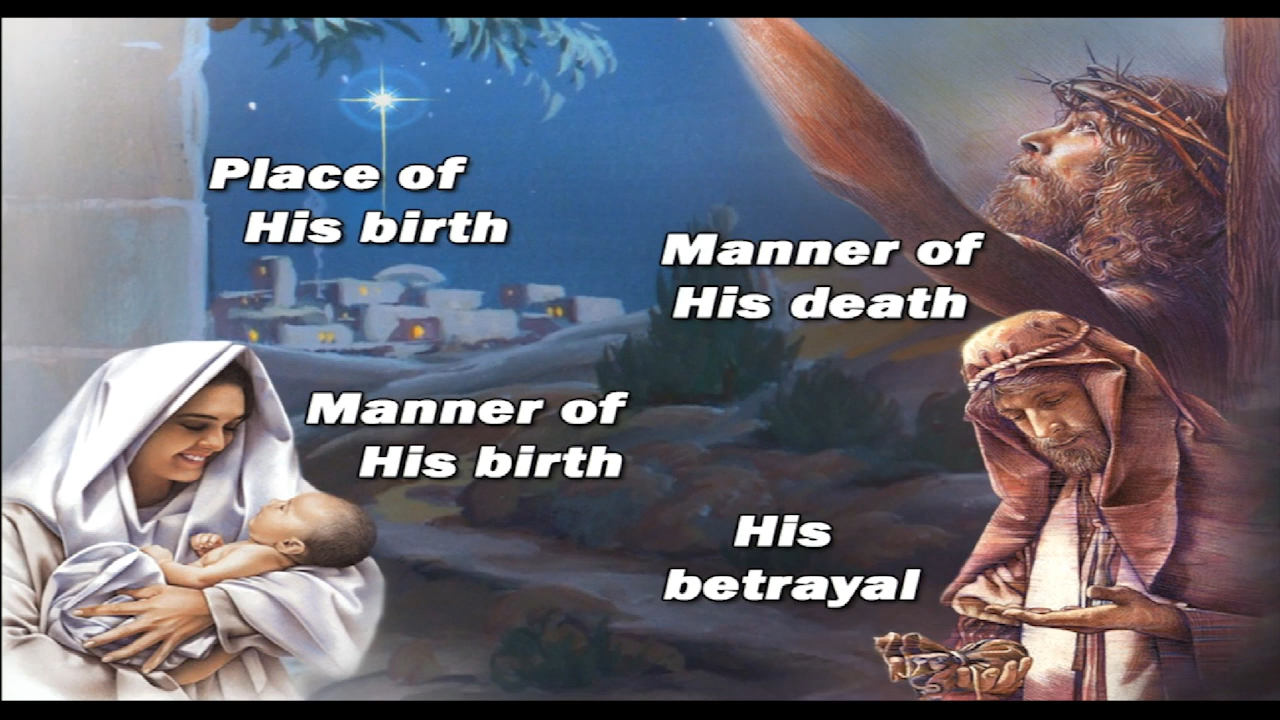 Place of
His birth
Manner of
His death
Manner of
His birth
His
betrayal